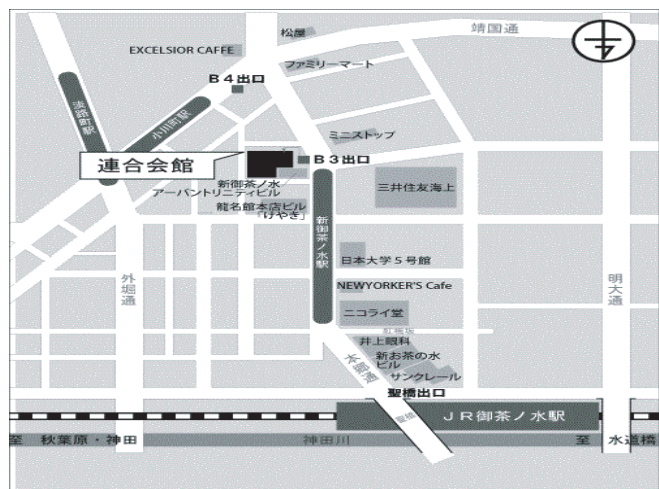 松屋
靖国通
EXCELSIOR CAFFE
ファミリーマート
B4出口
淡路町駅
小川町駅
ミニストップ
連合会館
B3出口
新御茶ノ水
アーバントリニティビル
三井住友海上
龍名館本店ビル
「けやき」
新御茶ノ水駅
日本大学5号館
外堀通
明大通
NEWYORKER'S Cafe
ニコライ堂
紅梅坂
井上眼科
本郷通
新お茶の水
ビル
サンクレール
聖橋出口
聖橋
JR御茶ノ水駅
至 秋葉原・神田
神田川
至 水道橋